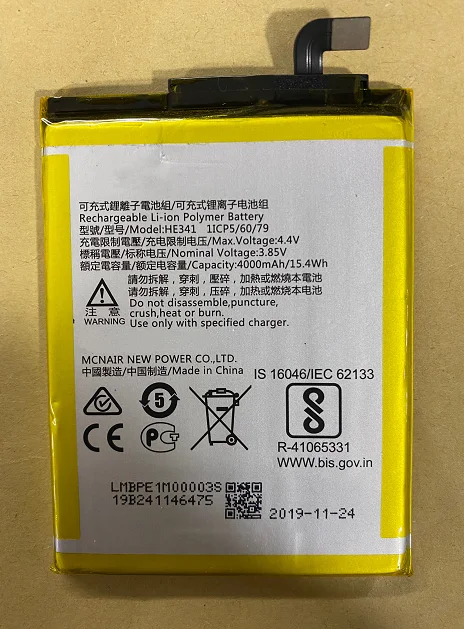 可充式鋰離子電池組/可充式锂离子电池组
Rechargeable Li-ion Polymer Battery
型號/型号/Model:HE341 1ICP5/60/79
充電限制電壓/充电限制电压/Max.Voltage:4.4V
標稱電壓/标称电压/Nominal Voltage:3.85V
額定電容量/额定电容量/Capacity:4000mAh/15.4Wh
請勿拆解，壓碎，加熱或燃燒本電池
请勿拆解，压碎，加热或燃烧本电池
Do not disassemble,puncture,
crush,heat or burn.
Use only with specified charger.
注 意
WARNING
MCNAIR NEW POWER CO.,LTD.
中國製造/中国制造/Made in China
IS 16046/IEC 62133
5
CE
R-41065331
www.bis.gov.in
LMBPE1M00003S
19B241146475
2019-11-24